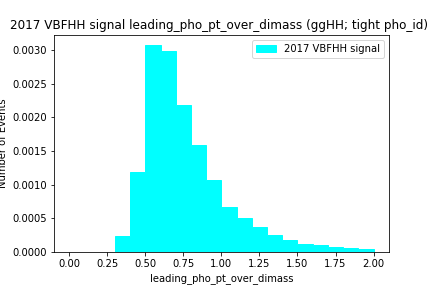 2017 VBFHH signal leading_pho_pt_over_dimass (ggHH; tight pho_id)
2017 VBFHH signal
0.0030
0.0025
0.0020
0.0015
0.0010
0.0005
0.0000
Number of Events
0.00 0.25 0.50 0.75 1.00 1.25 1.50 1.75 2.00
leading_pho_pt_over_dimass